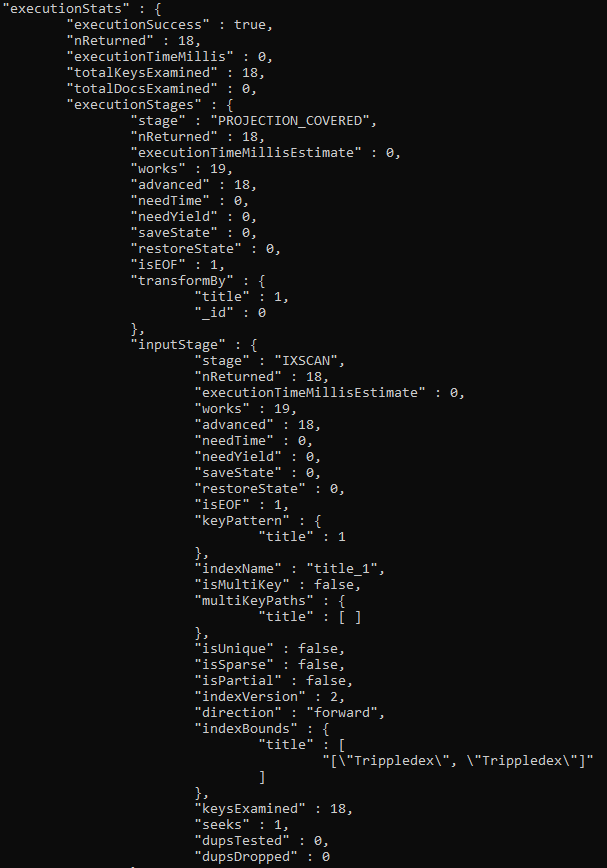 "executionStats" : {
        "executionSuccess" : true,
        "nReturned" : 18,
        "executionTimeMillis" : 0,
        "totalKeysExamined" : 18,
        "totalDocsExamined" : 0,
        "executionStages" : {
                "stage" : "PROJECTION_COVERED",
                "nReturned" : 18,
                "executionTimeMillisEstimate" : 0,
                "works" : 19,
                "advanced" : 18,
                "needTime" : 0,
                "needYield" : 0,
                "saveState" : 0,
                "restoreState" : 0,
                "isEOF" : 1,
                "transformBy" : {
                        "title" : 1,
                        "_id" : 0
                },
                "inputStage" : {
                        "stage" : "IXSCAN",
                        "nReturned" : 18,
                        "executionTimeMillisEstimate" : 0,
                        "works" : 19,
                        "advanced" : 18,
                        "needTime" : 0,
                        "needYield" : 0,
                        "saveState" : 0,
                        "restoreState" : 0,
                        "isEOF" : 1,
                        "keyPattern" : {
                                "title" : 1
                        },
                        "indexName" : "title_1",
                        "isMultiKey" : false,
                        "multiKeyPaths" : {
                                "title" : [ ]
                        },
                        "isUnique" : false,
                        "isSparse" : false,
                        "isPartial" : false,
                        "indexVersion" : 2,
                        "direction" : "forward",
                        "indexBounds" : {
                                "title" : [
                                        "[\"Trippledex\", \"Trippledex\"]"
                                ]
                        },
                        "keysExamined" : 18,
                        "seeks" : 1,
                        "dupsTested" : 0,
                        "dupsDropped" : 0